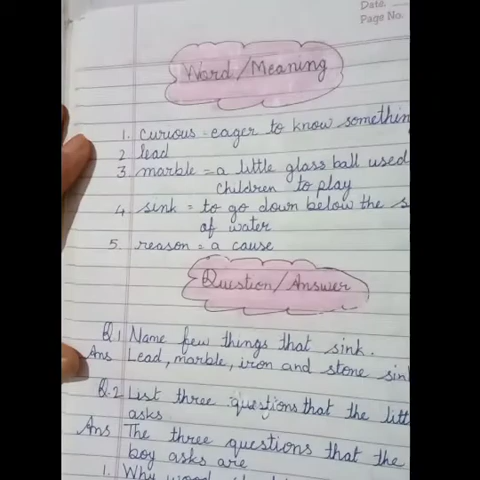 Date.
Page No.
Word/Meaning
1. curious = eager to know somethin
2 lead
3 marble = a little glass ball used
children to play
4 sink = to go down below the s
of water
5. reason = a cause
Question/Answer
Q1 Name few things that sink.
Ans Lead, marble, iron and stone sin
Q.2 List three questions that the litt
asks.
Ans The three questions that the
boy asks are
1. Why wood